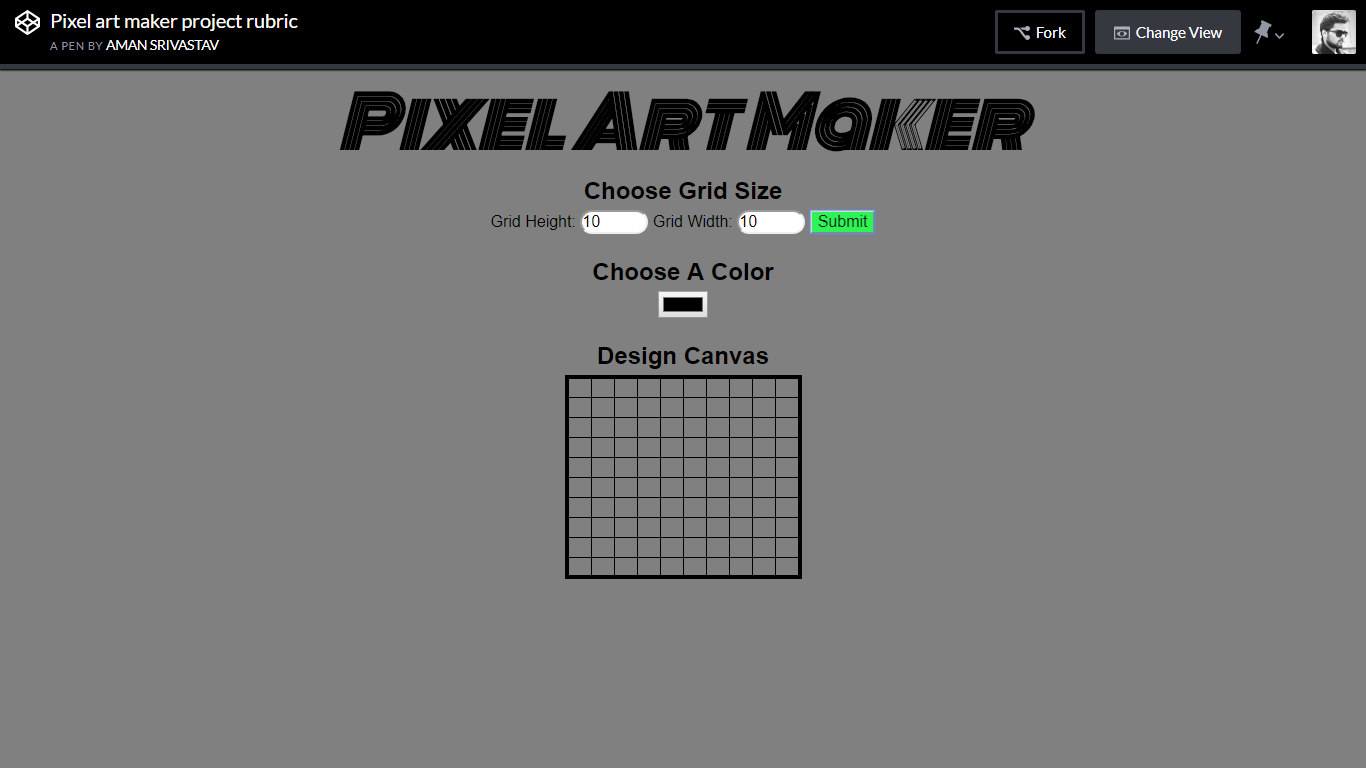 Pixel art maker project rubric
A PEN BY AMAN SRIVASTAV
Fork
Change View
Pixel Art Maker
Choose Grid Size
Grid Height: 10 Grid Width: 10 Submit
Choose A Color
Design Canvas